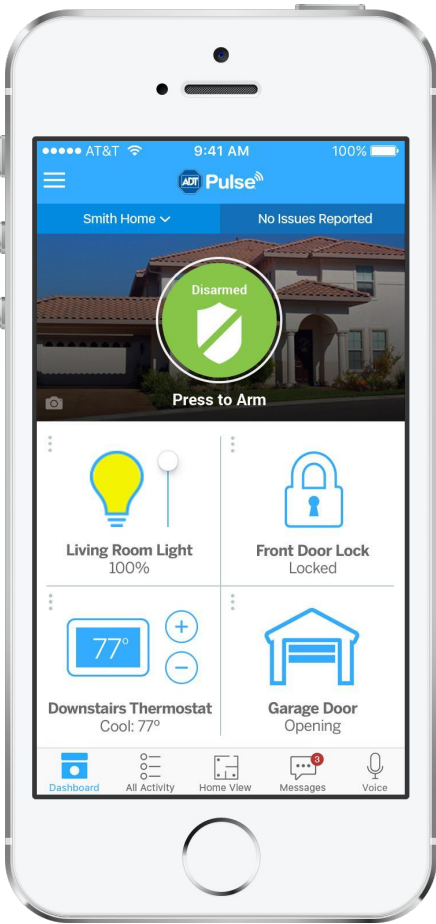 AT&T 9:41 AM 100%
ADT Pulse
Smith Home No Issues Reported
Disarmed
Press to Arm
Living Room Light
100%
Front Door Lock
Locked
77°
Downstairs Thermostat
Cool: 77º
Garage Door
Opening
3
Dashboard All Activity Home View Messages Voice